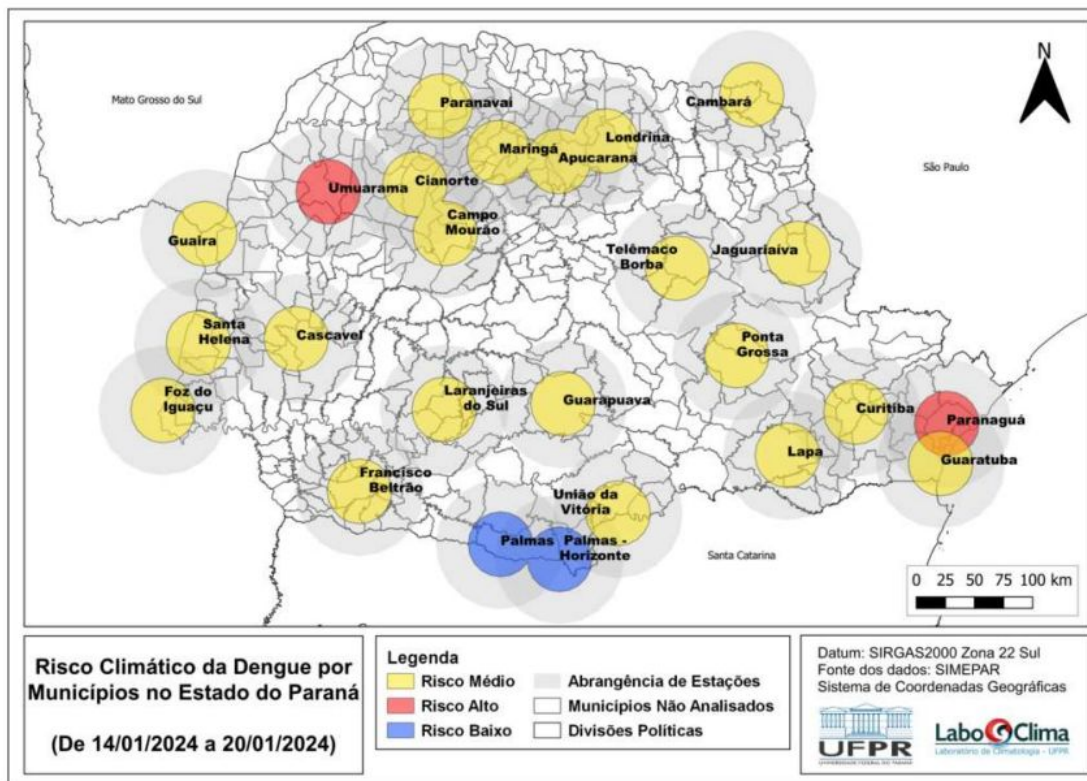 N
Mato Grosso do Sul
São Paulo
Santa Catarina
Paranavaí
Cambará
Londrina
Maringá
Apucarana
Umuarama
Cianorte
Campo
Mourão
Guaíra
Telêmaco
Borba
Jaguariaíva
Santa
Helena
Cascavel
Ponta
Grossa
Foz do
Iguaçu
Laranjeiras
do Sul
Guarapuava
Curitiba
Paranaguá
Lapa
Guaratuba
Francisco
Beltrão
União da
Vitória
Palmas
Palmas -
Horizonte
0 25 50 75 100 km
Risco Climático da Dengue por
Municípios no Estado do Paraná
(De 14/01/2024 a 20/01/2024)
Legenda
Risco Médio
Risco Alto
Risco Baixo
Abrangência de Estações
Municípios Não Analisados
Divisões Políticas
Datum: SIRGAS2000 Zona 22 Sul
Fonte dos dados: SIMEPAR
Sistema de Coordenadas Geográficas
UFPR
UNIVERSIDADE FEDERAL DO PARANÁ
LaboClima
Laboratório de Climatologia - UFPR